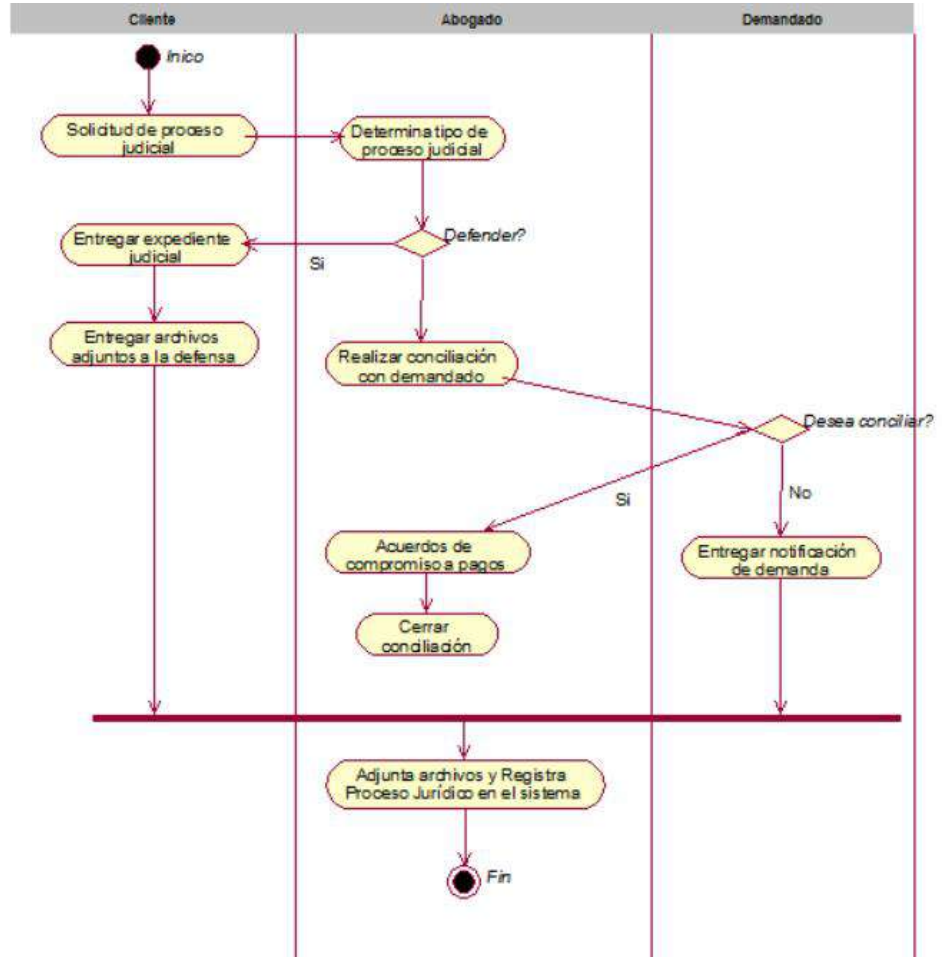 Cliente
Abogado
Demandado
Inico
Solicitud de proceso
judicial
Determina tipo de
proceso judicial
Defender?
Entregar expediente
judicial
Si
Entregar archivos
adjuntos a la defensa
Realizar conciliación
con demandado
Desea conciliar?
Si
No
Acuerdos de
compromiso a pagos
Entregar notificación
de demanda
Cerrar
conciliación
Adjunta archivos y Registra
Proceso Jurídico en el sistema
Fin